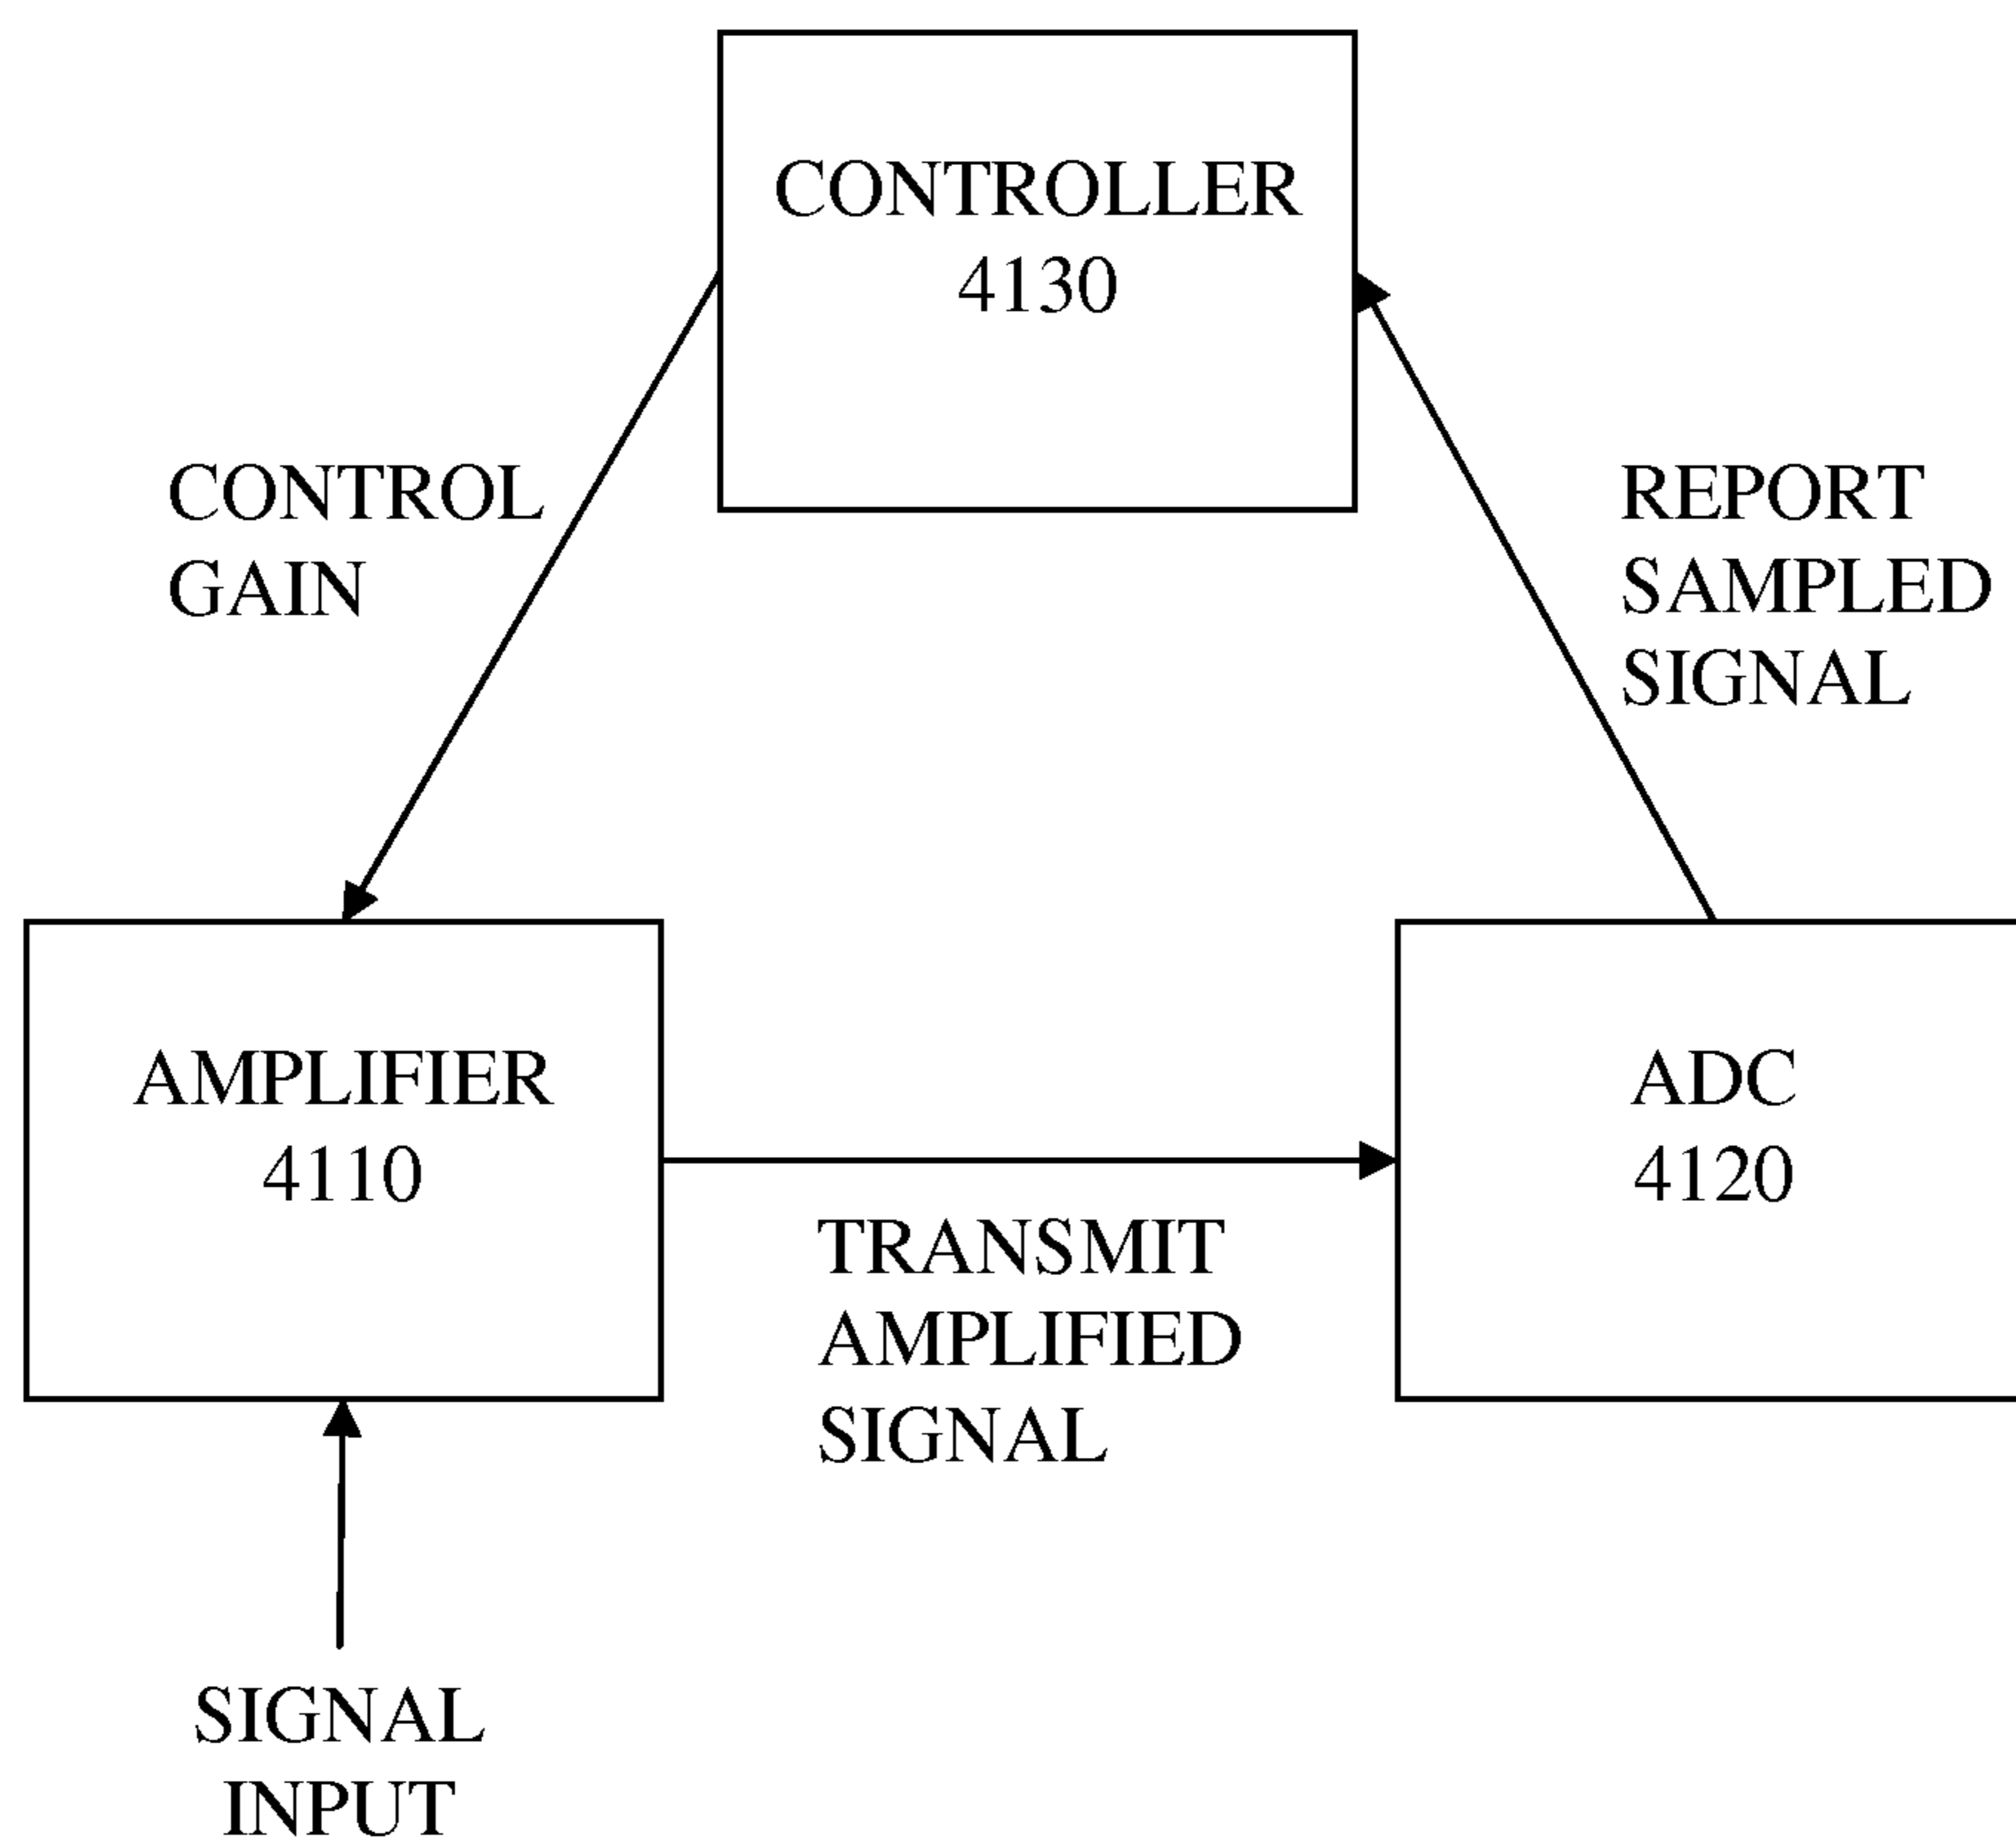 CONTROLLER
4130
CONTROL
GAIN
REPORT
SAMPLED
SIGNAL
AMPLIFIER
4110
ADC
4120
TRANSMIT
AMPLIFIED
SIGNAL
SIGNAL
INPUT